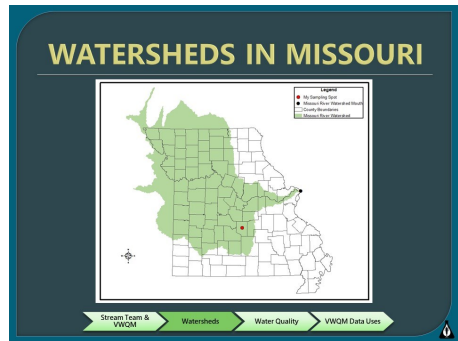 WATERSHEDS IN MISSOURI
Legend
My Sampling Spot
Missouri River Watershed Mouth
County Boundaries
Missouri River Watershed
Stream Team &
VWQM
Watersheds
Water Quality
VWQM Data Uses